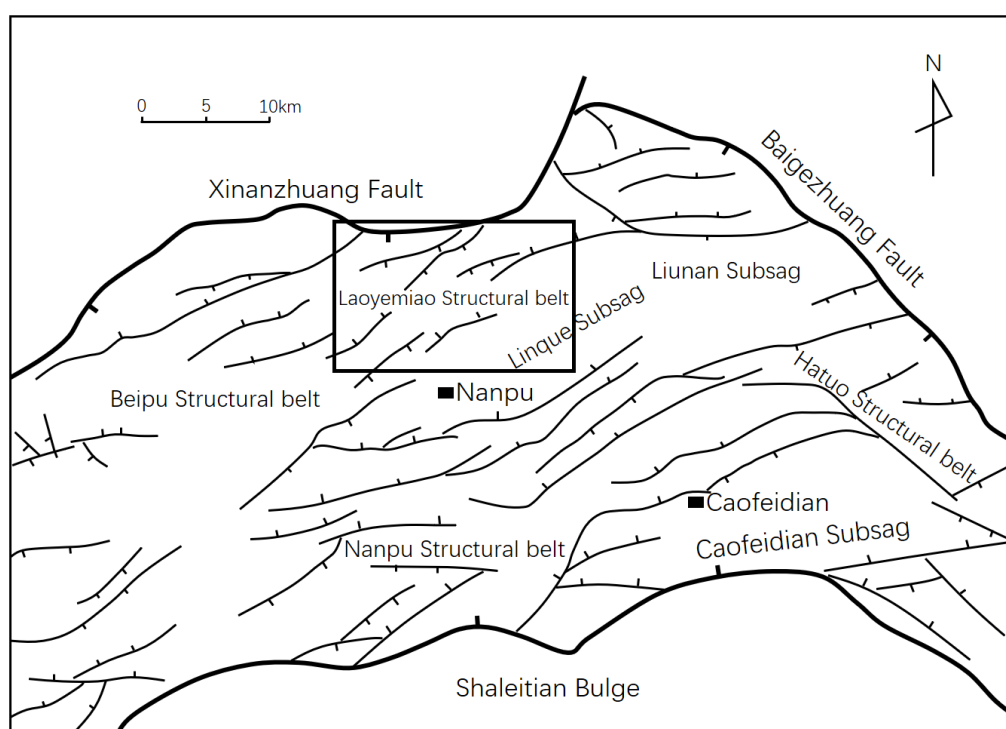 N
0 5 10km
Baigezhuang Fault
Xinanzhuang Fault
Liunan Subsag
Laoyemiao Structural belt
Linque Subsag
Beipu Structural belt
Nanpu
Hatuo Structural belt
Caofeidian
Nanpu Structural belt
Caofeidian Subsag
Shaleitian Bulge